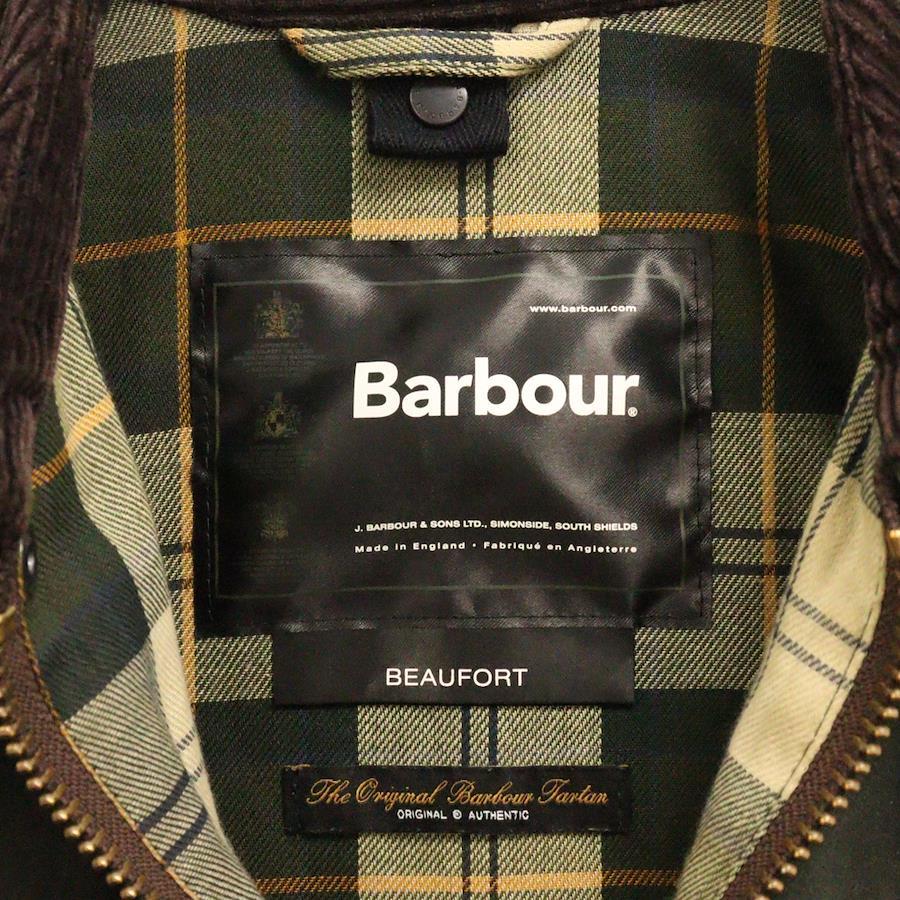 www.barbour.com
Barbour®
J. BARBOUR & SONS LTD., SIMONSIDE, SOUTH SHIELDS
Made in England · Fabriqué en Angleterre
BEAUFORT
The Original Barbour Tartan
ORIGINAL © AUTHENTIC